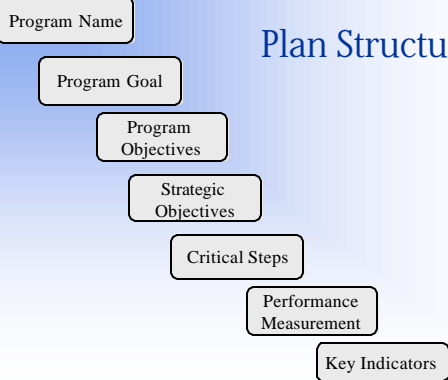 Program Name
Plan Structu
Program Goal
Program
Objectives
Strategic
Objectives
Critical Steps
Performance
Measurement
Key Indicators